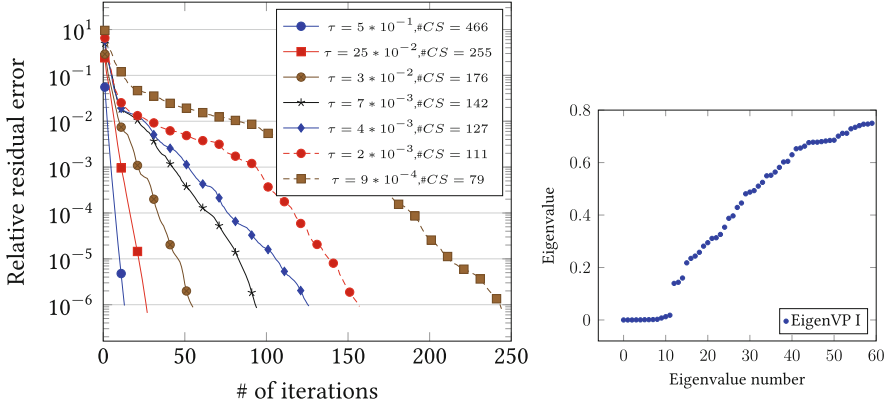 Relative residual error
10^1
10^−1
10^−2
10^−3
10^−4
10^−5
10^−6
0
50
100
150
200
250
# of iterations
τ = 5 ∗ 10^−1,#CS = 466
τ = 25 ∗ 10^−2,#CS = 255
τ = 3 ∗ 10^−2,#CS = 176
τ = 7 ∗ 10^−3,#CS = 142
τ = 4 ∗ 10^−3,#CS = 127
τ = 2 ∗ 10^−3,#CS = 111
τ = 9 ∗ 10^−4,#CS = 79
Eigenvalue
0.8
0.6
0.4
0.2
0
0
10
20
30
40
50
60
Eigenvalue number
EigenVP I